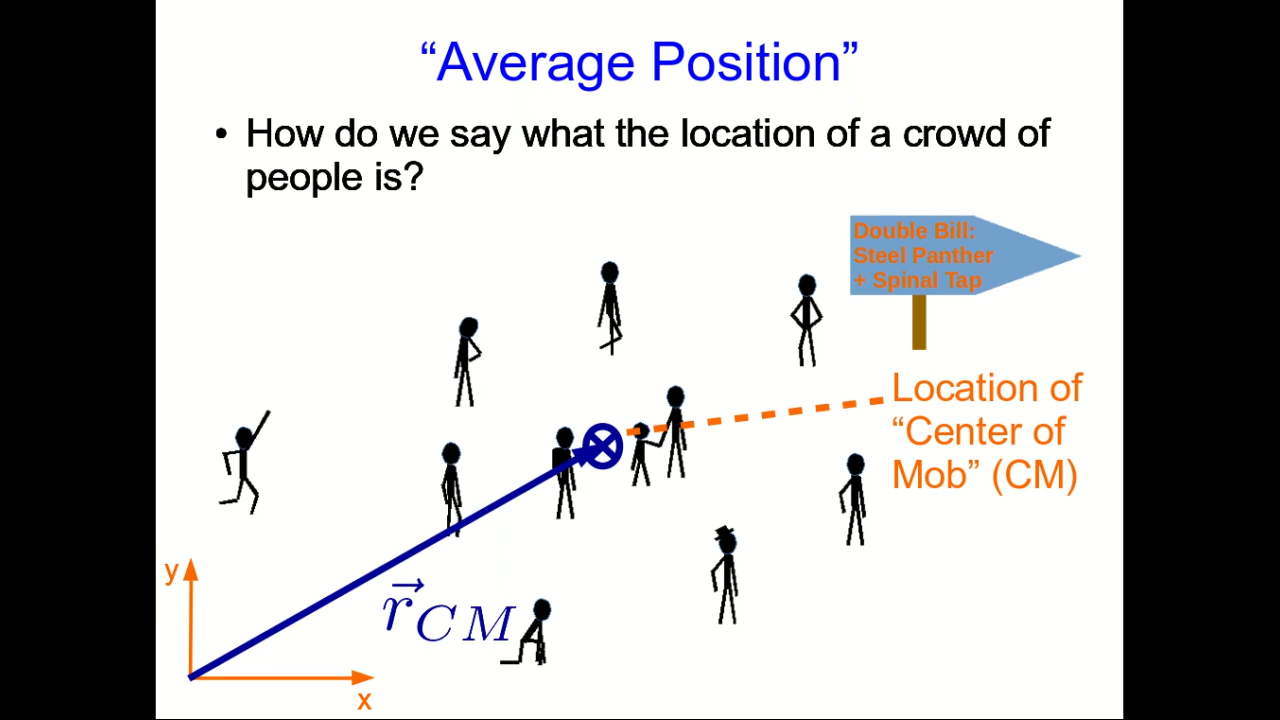 “Average Position”
• How do we say what the location of a crowd of
people is?
Double Bill:
Steel Panther
+ Spinal Tap
Location of
“Center of
Mob” (CM)
y
r⃗CM
x